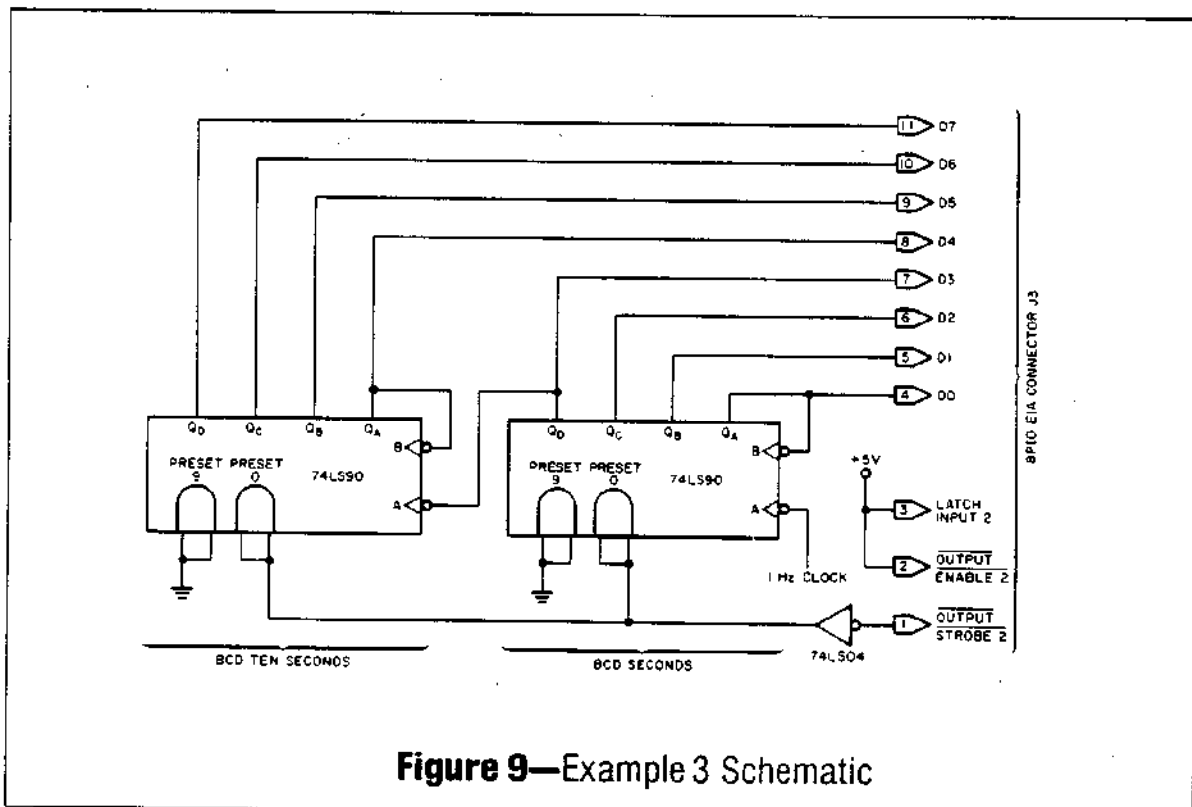 11 D7
10 D6
9 D5
8 D4
7 D3
6 D2
5 D1
4 D0
QD QC QB QA
B
PRESET PRESET
9 0
74LS90
A
QD QC QB QA
B
PRESET PRESET
9 0
74LS90
A
+5V
3 LATCH
INPUT 2
2 OUTPUT
ENABLE 2
1 Hz CLOCK
1 OUTPUT
STROBE 2
74LS04
BCD TEN SECONDS
BCD SECONDS
BPIO EIA CONNECTOR J3
Figure 9—Example 3 Schematic